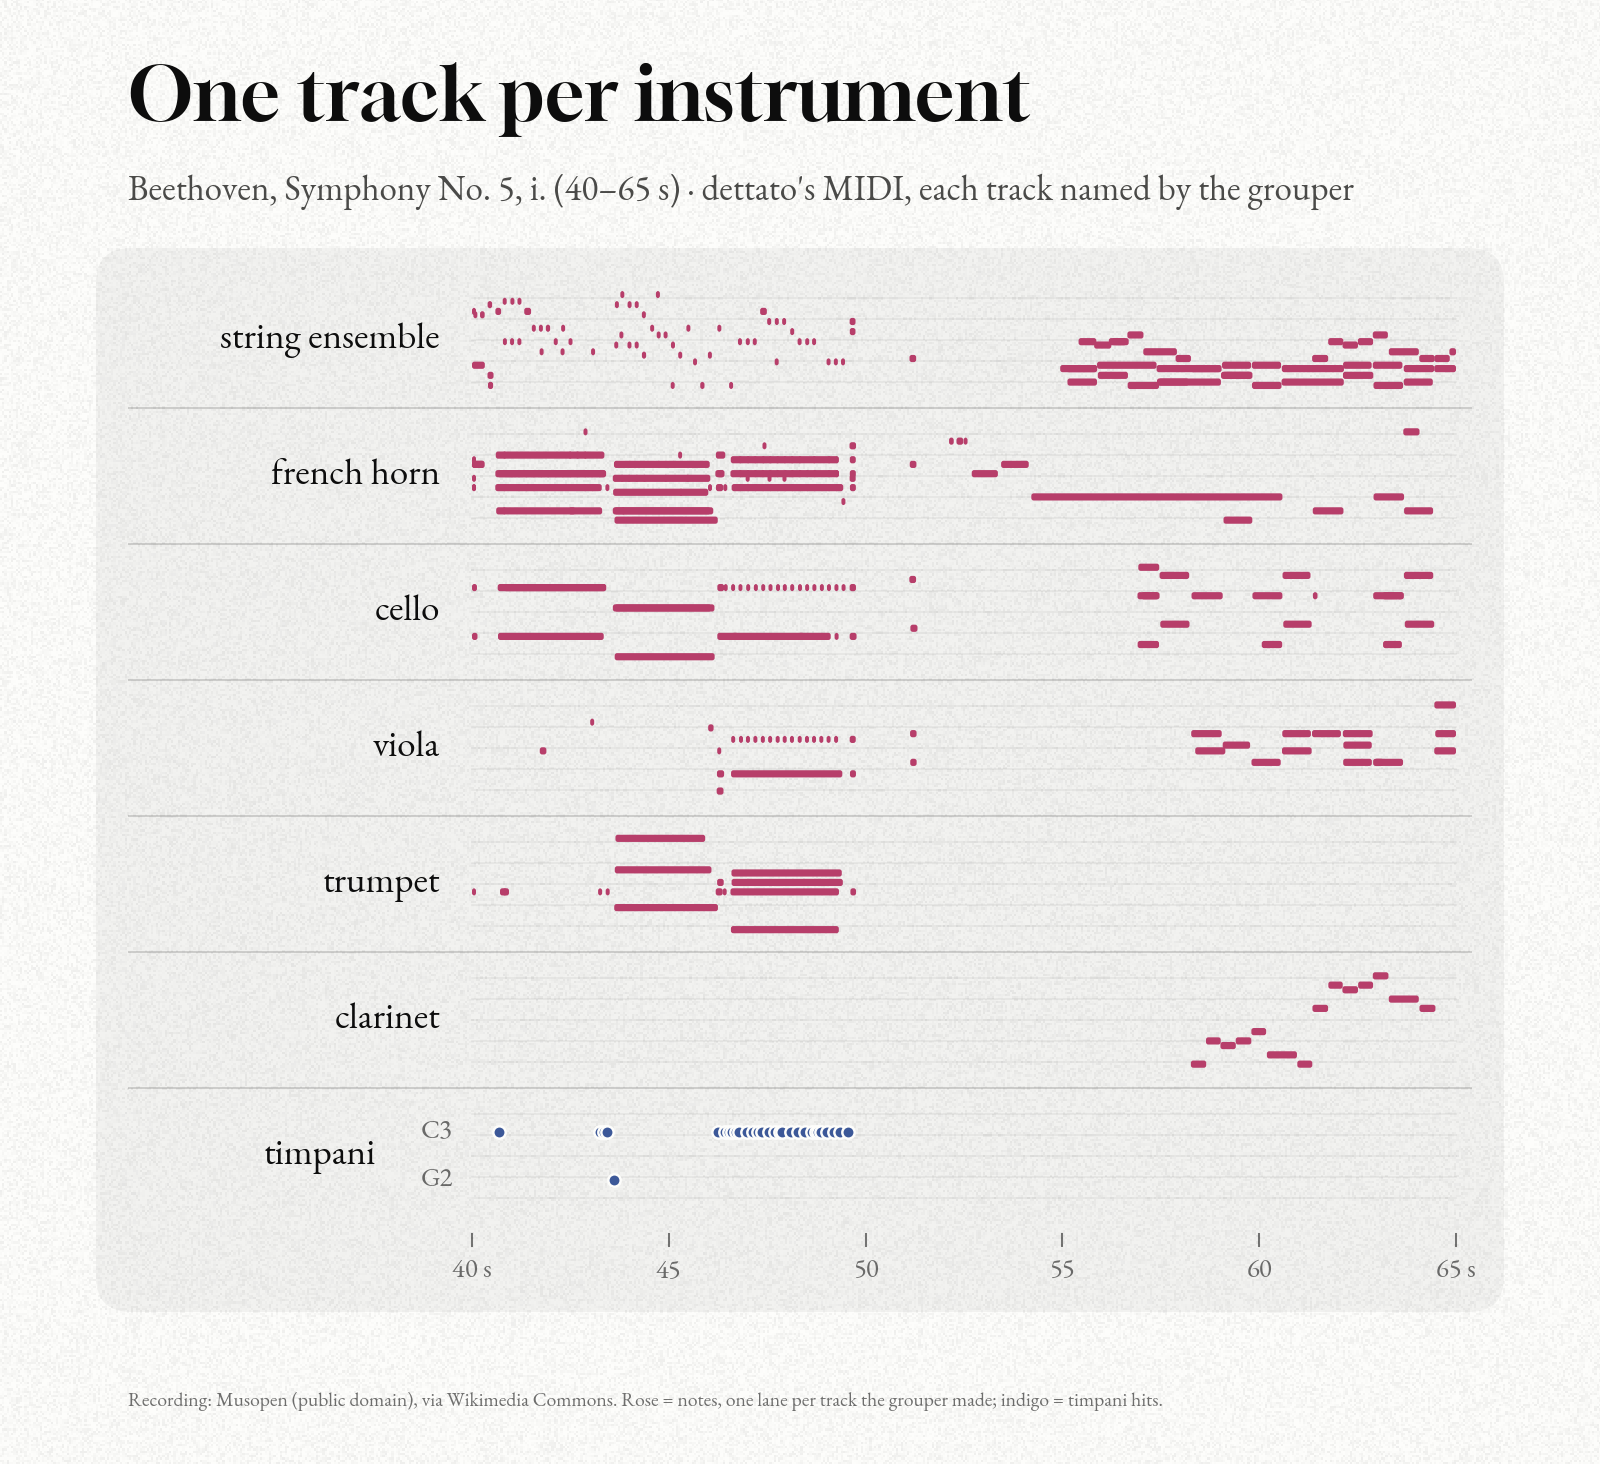 One track per instrument
Beethoven, Symphony No. 5, i. (40–65 s) · dettato's MIDI, each track named by the grouper
string ensemble
french horn
cello
viola
trumpet
clarinet
timpani
C3
G2
40 s 45 50 55 60 65 s
Recording: Musopen (public domain), via Wikimedia Commons. Rose = notes, one lane per track the grouper made; indigo = timpani hits.